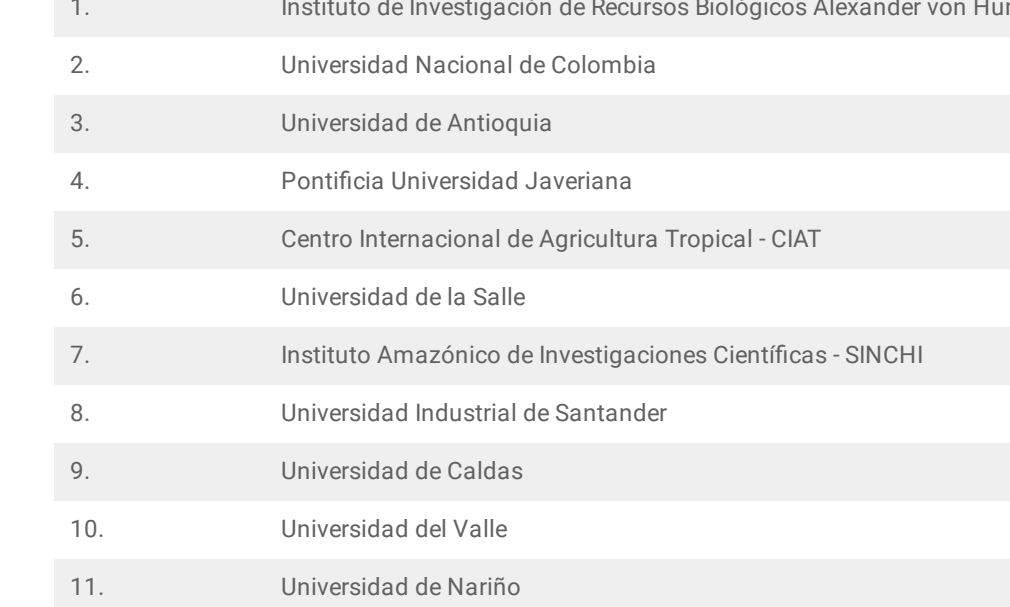 1. Instituto de Investigación de Recursos Biológicos Alexander von
2. Universidad Nacional de Colombia
3. Universidad de Antioquia
4. Pontificia Universidad Javeriana
5. Centro Internacional de Agricultura Tropical - CIAT
6. Universidad de la Salle
7. Instituto Amazónico de Investigaciones Científicas - SINCHI
8. Universidad Industrial de Santander
9. Universidad de Caldas
10. Universidad del Valle
11. Universidad de Nariño